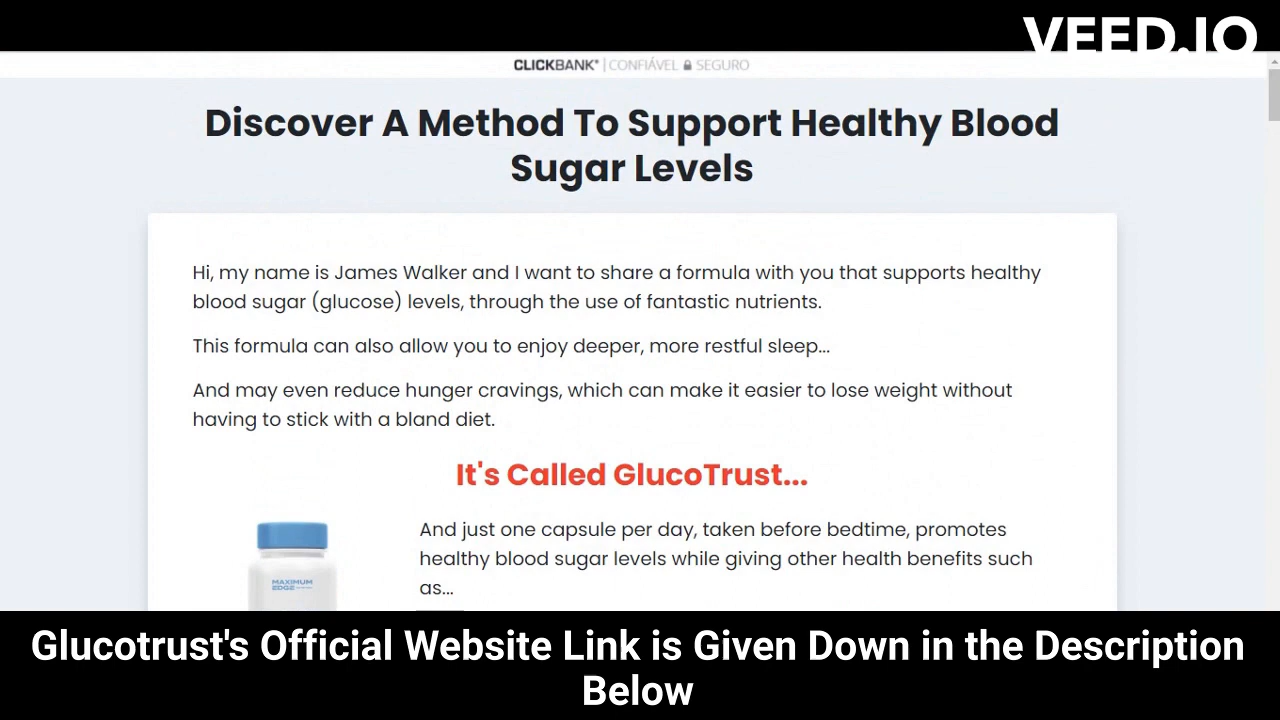 VEED.IO
CLICKBANK® | CONFIÁVEL SEGURO
Discover A Method To Support Healthy Blood
Sugar Levels
Hi, my name is James Walker and I want to share a formula with you that supports healthy
blood sugar (glucose) levels, through the use of fantastic nutrients.
This formula can also allow you to enjoy deeper, more restful sleep...
And may even reduce hunger cravings, which can make it easier to lose weight without
having to stick with a bland diet.
It's Called GlucoTrust...
And just one capsule per day, taken before bedtime, promotes
healthy blood sugar levels while giving other health benefits such
as...
MAXIMUM
EDGE
Glucotrust's Official Website Link is Given Down in the Description
Below